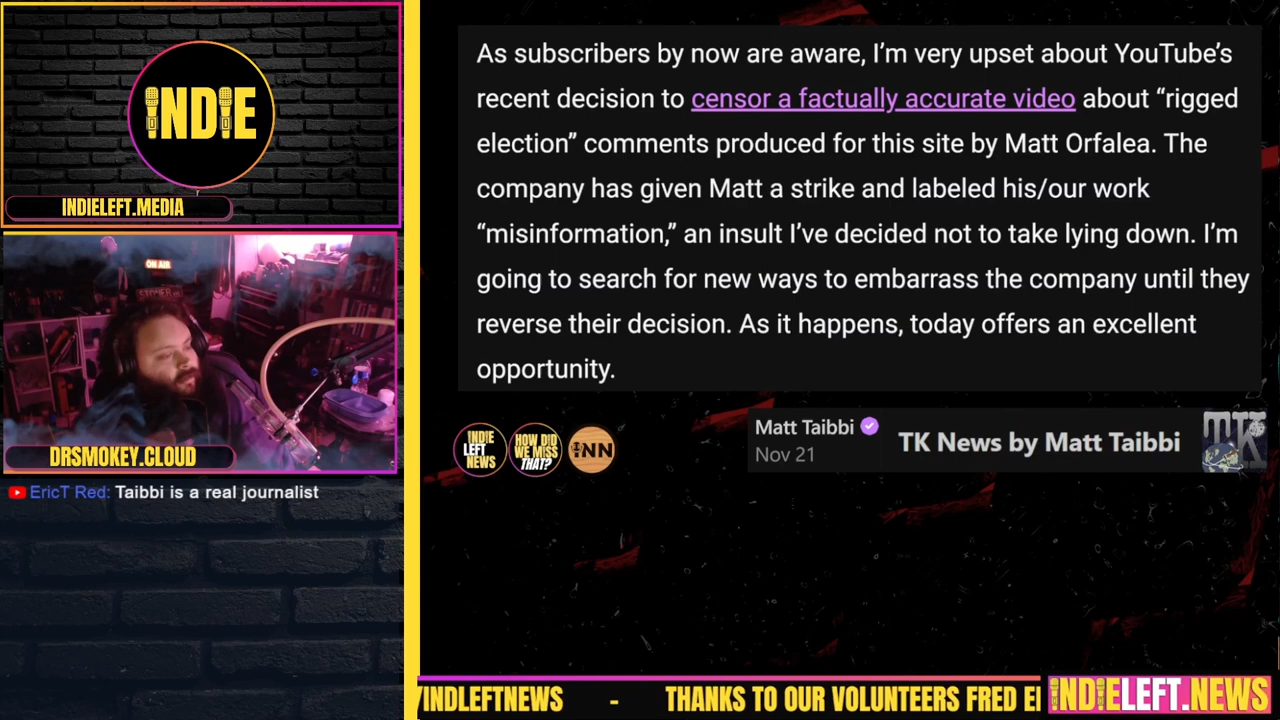 INDIE
INDIELEFT.MEDIA
ON AIR
DRSMOKEY.CLOUD
EricT Red: Taibbi is a real journalist
As subscribers by now are aware, I’m very upset about YouTube’s
recent decision to censor a factually accurate video about “rigged
election” comments produced for this site by Matt Orfalea. The
company has given Matt a strike and labeled his/our work
“misinformation,” an insult I’ve decided not to take lying down. I’m
going to search for new ways to embarrass the company until they
reverse their decision. As it happens, today offers an excellent
opportunity.
INDIE
LEFT
NEWS
HOW DID
WE MISS
THAT?
INN
Matt Taibbi
Nov 21
TK News by Matt Taibbi
TK
/INDLEFTNEWS - THANKS TO OUR VOLUNTEERS FRED
INDIELEFT.NEWS